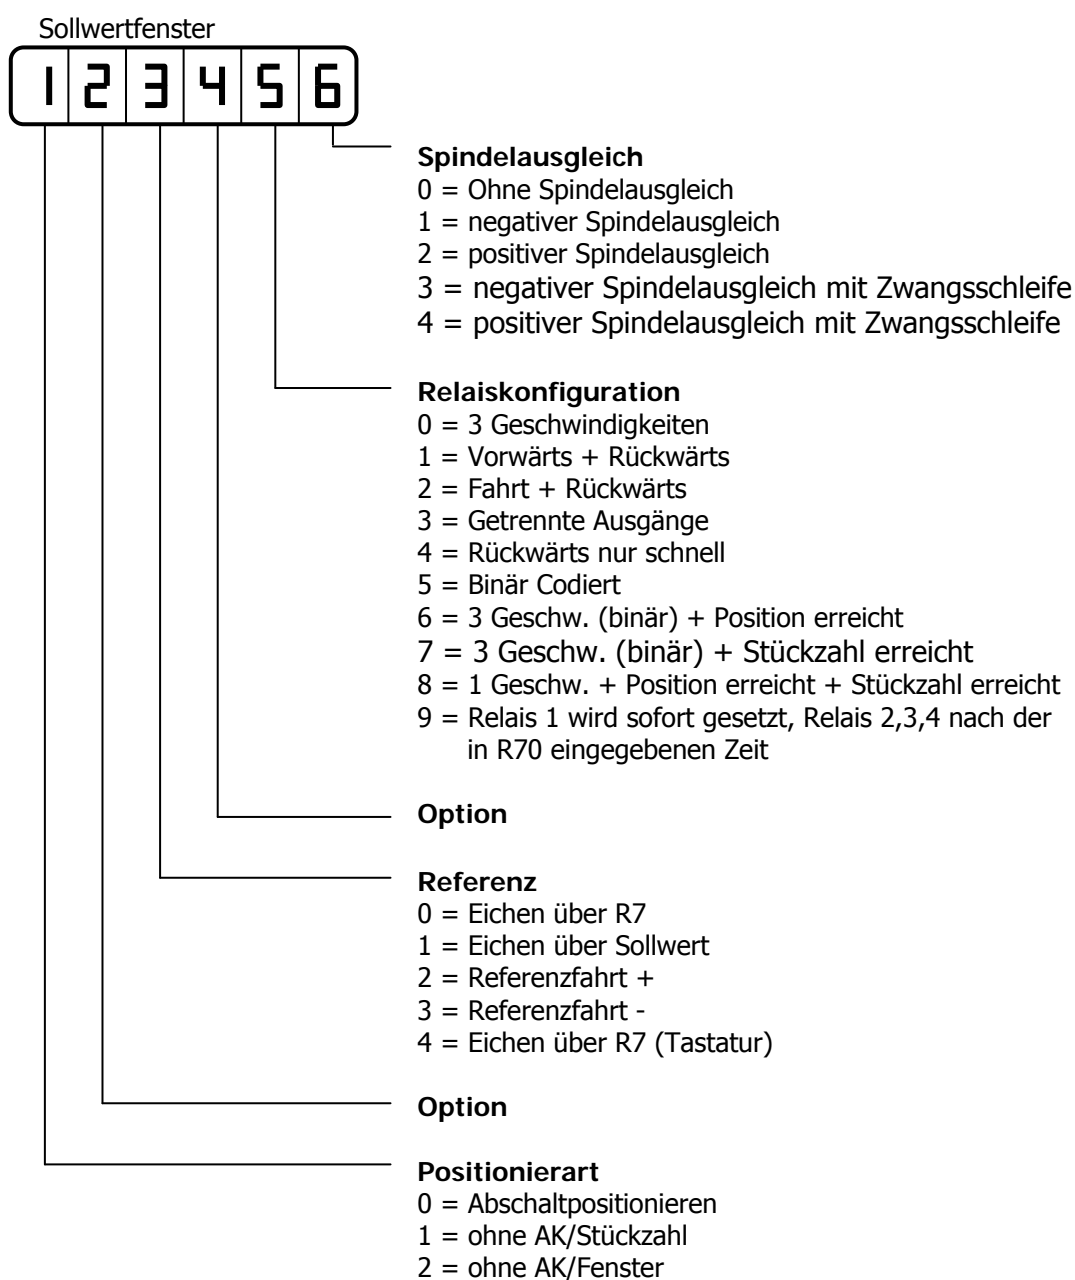 Sollwertfenster
1 2 3 4 5 6
Spindelausgleich
0 = Ohne Spindelausgleich
1 = negativer Spindelausgleich
2 = positiver Spindelausgleich
3 = negativer Spindelausgleich mit Zwangsschleife
4 = positiver Spindelausgleich mit Zwangsschleife
Relaiskonfiguration
0 = 3 Geschwindigkeiten
1 = Vorwärts + Rückwärts
2 = Fahrt + Rückwärts
3 = Getrennte Ausgänge
4 = Rückwärts nur schnell
5 = Binär Codiert
6 = 3 Geschw. (binär) + Position erreicht
7 = 3 Geschw. (binär) + Stückzahl erreicht
8 = 1 Geschw. + Position erreicht + Stückzahl erreicht
9 = Relais 1 wird sofort gesetzt, Relais 2,3,4 nach der
in R70 eingegebenen Zeit
Option
Referenz
0 = Eichen über R7
1 = Eichen über Sollwert
2 = Referenzfahrt +
3 = Referenzfahrt -
4 = Eichen über R7 (Tastatur)
Option
Positionierart
0 = Abschaltpositionieren
1 = ohne AK/Stückzahl
2 = ohne AK/Fenster